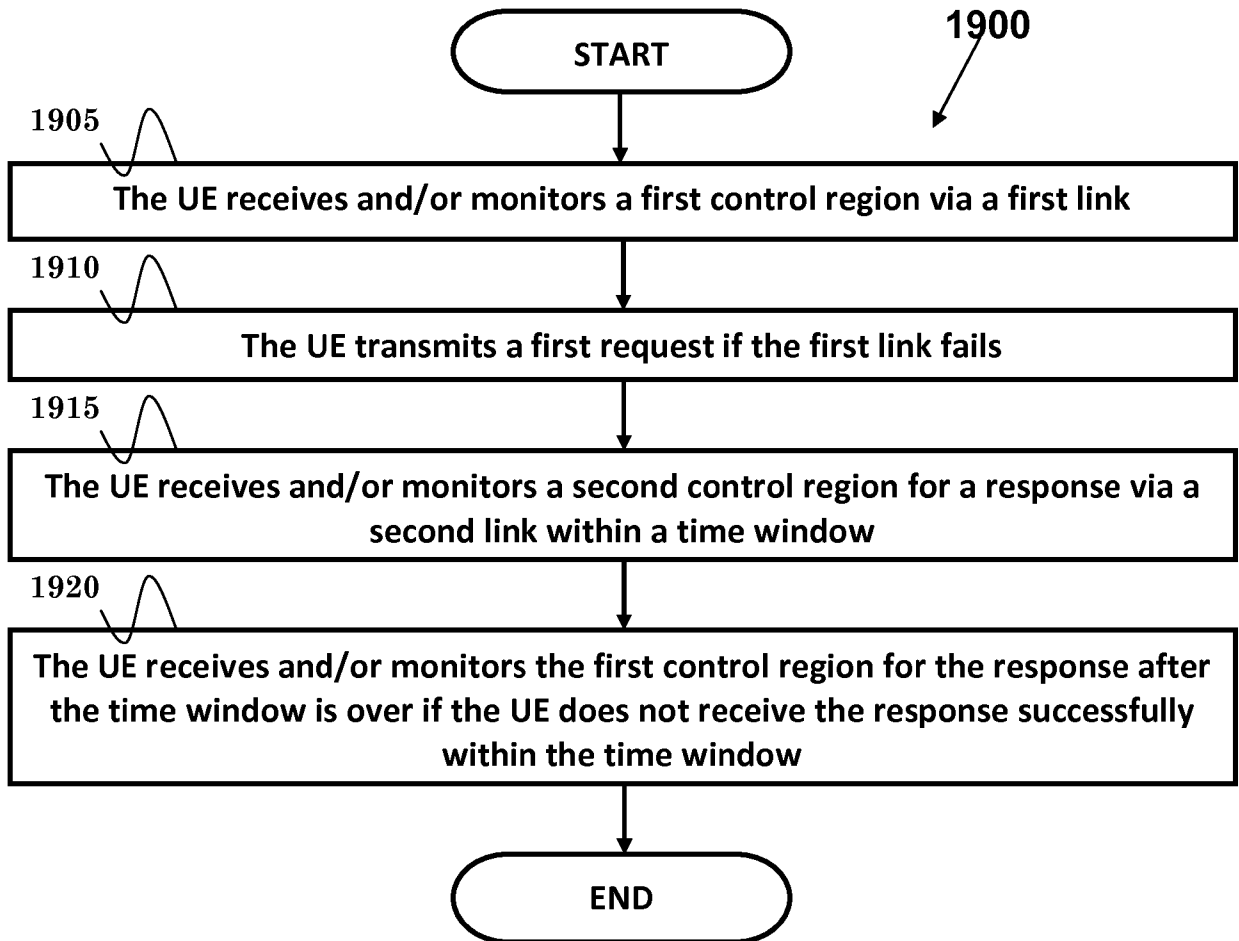 START
1900
1905
The UE receives and/or monitors a first control region via a first link
1910
The UE transmits a first request if the first link fails
1915
The UE receives and/or monitors a second control region for a response via a
second link within a time window
1920
The UE receives and/or monitors the first control region for the response after
the time window is over if the UE does not receive the response successfully
within the time window
END